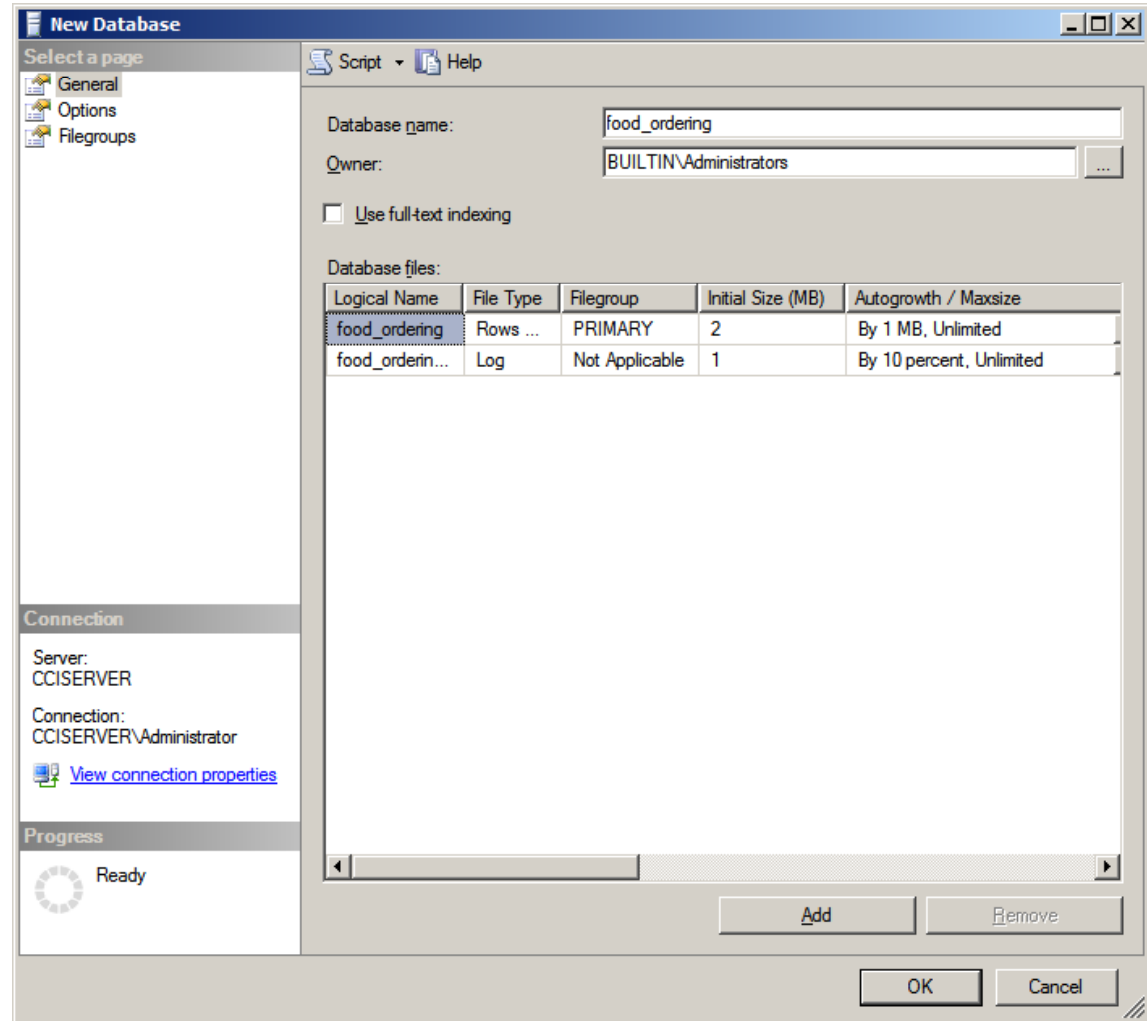 New Database
Select a page
General
Options
Filegroups
Script Help
Database name: food_ordering
Owner: BUILTIN\Administrators ...
Use full-text indexing
Database files:
Logical Name File Type Filegroup Initial Size (MB) Autogrowth / Maxsize
food_ordering Rows ... PRIMARY 2 By 1 MB, Unlimited
food_orderin... Log Not Applicable 1 By 10 percent, Unlimited
Connection
Server:
CCISERVER
Connection:
CCISERVER\Administrator
View connection properties
Progress
Ready
Add Remove
OK Cancel